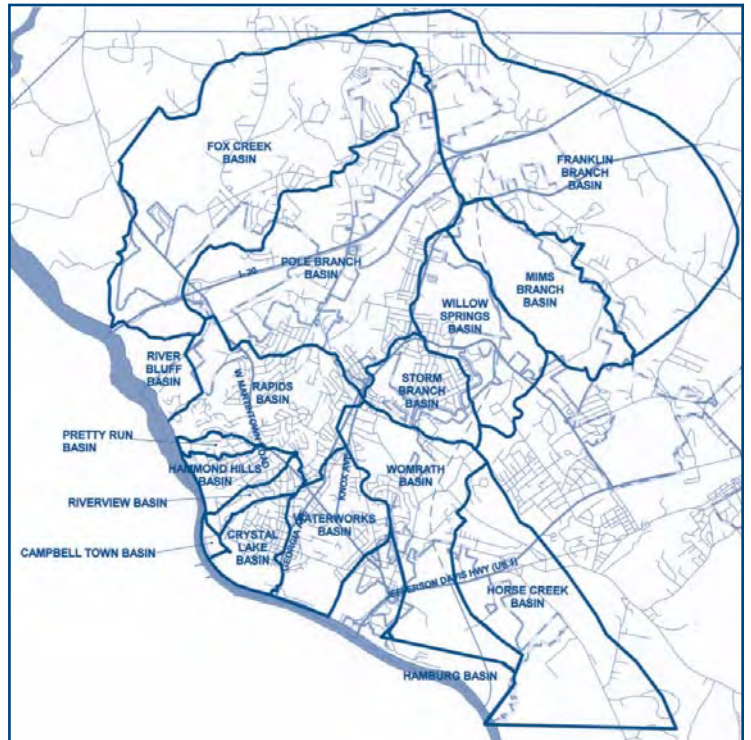 FOX CREEK
BASIN
FRANKLIN
BRANCH
BASIN
POLE BRANCH
BASIN
I-20
MIMS
BRANCH
BASIN
WILLOW
SPRINGS
BASIN
RIVER
BLUFF
BASIN
W MARTINTOWN ROAD
RAPIDS
BASIN
STORM
BRANCH
BASIN
PRETTY RUN
BASIN
HAMMOND HILLS
BASIN
KNOX AVE
WOMRATH
BASIN
RIVERVIEW BASIN
WATERWORKS
BASIN
CRYSTAL
LAKE
BASIN
GEORGIA
CAMPBELL TOWN BASIN
JEFFERSON DAVIS HWY (US 1)
HORSE CREEK
BASIN
HAMBURG BASIN